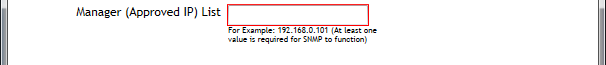 Manager (Approved IP) List
For Example: 192.168.0.101 (At least one
value is required for SNMP to function)